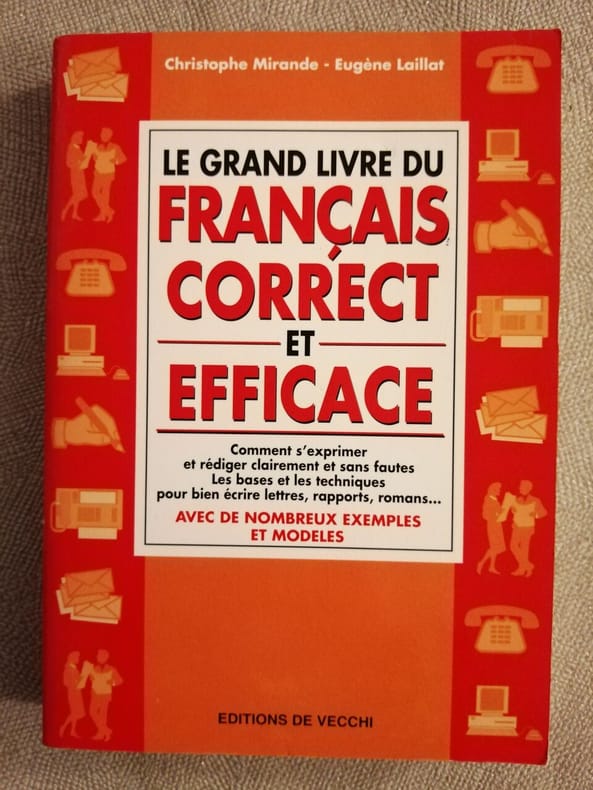 Christophe Mirande - Eugène Laillat
LE GRAND LIVRE DU
FRANÇAIS
CORRECT
ET
EFFICACE
Comment s'exprimer
et rédiger clairement et sans fautes
Les bases et les techniques
pour bien écrire lettres, rapports, romans...
AVEC DE NOMBREUX EXEMPLES
ET MODELES
EDITIONS DE VECCHI